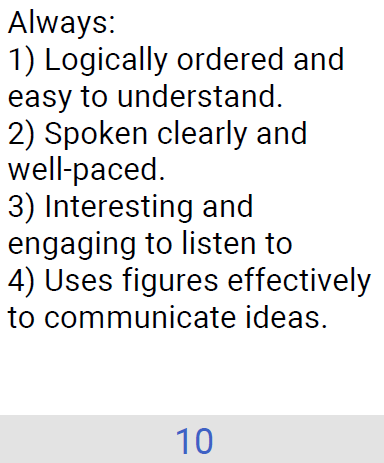 Always:
1) Logically ordered and
easy to understand.
2) Spoken clearly and
well-paced.
3) Interesting and
engaging to listen to
4) Uses figures effectively
to communicate ideas.
10